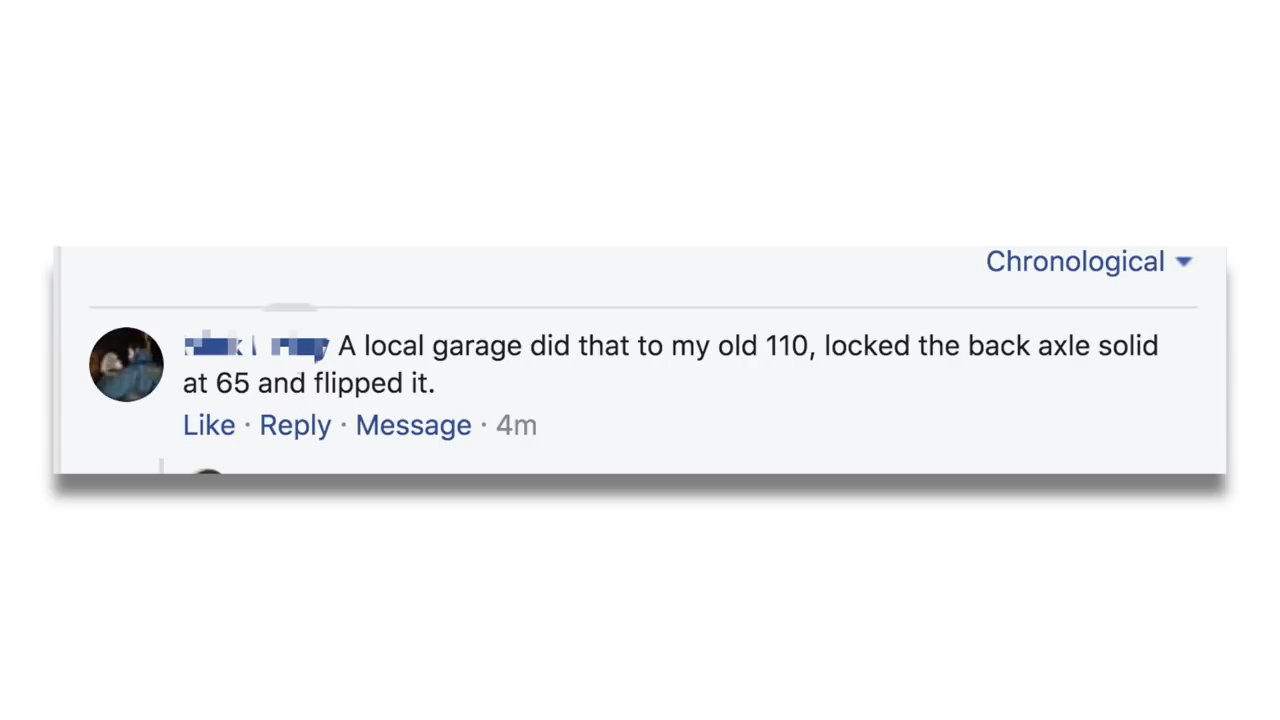 Chronological
A local garage did that to my old 110, locked the back axle solid
at 65 and flipped it.
Like · Reply · Message · 4m